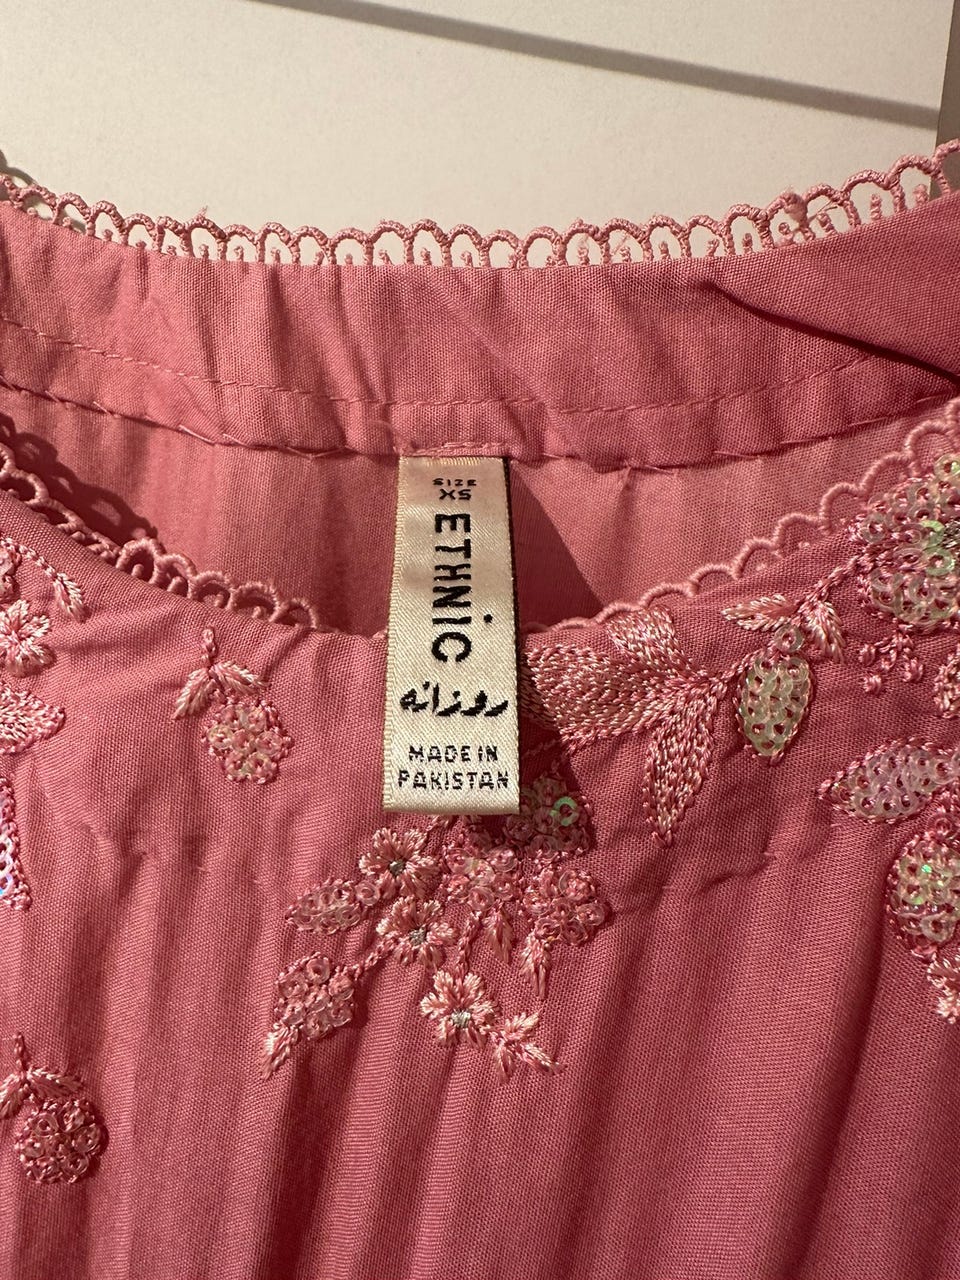 SIZE
XS
ETHNiC
روزانہ
MADE IN
PAKISTAN